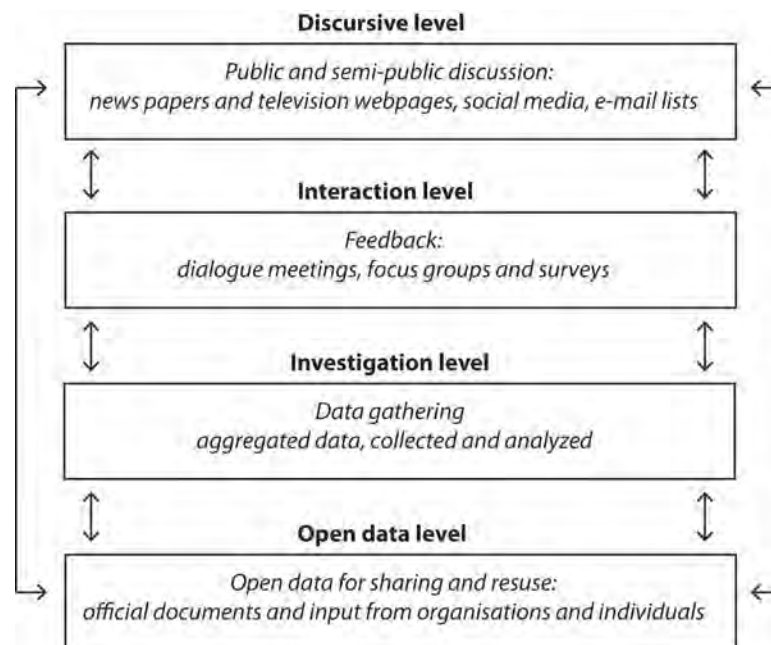 Discursive level
Public and semi-public discussion:
news papers and television webpages, social media, e-mail lists
Interaction level
Feedback:
dialogue meetings, focus groups and surveys
Investigation level
Data gathering
aggregated data, collected and analyzed
Open data level
Open data for sharing and resuse:
official documents and input from organisations and individuals